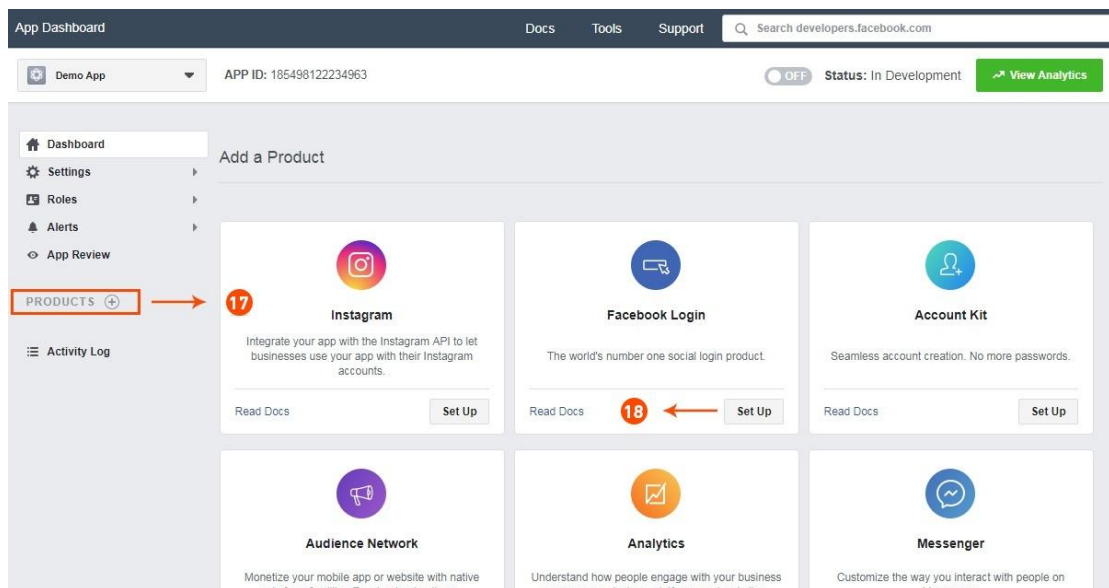 App Dashboard
Docs Tools Support Search developers.facebook.com
Demo App APP ID: 185498122234963 OFF Status: In Development View Analytics
Dashboard
Settings
Roles
Alerts
App Review
PRODUCTS
Activity Log
Add a Product
17
Instagram
Integrate your app with the Instagram API to let
businesses use your app with their Instagram
accounts.
Read Docs Set Up
Facebook Login
The world's number one social login product.
Read Docs 18 Set Up
Account Kit
Seamless account creation. No more passwords.
Read Docs Set Up
Audience Network
Monetize your mobile app or website with native
Analytics
Understand how people engage with your business
Messenger
Customize the way you interact with people on